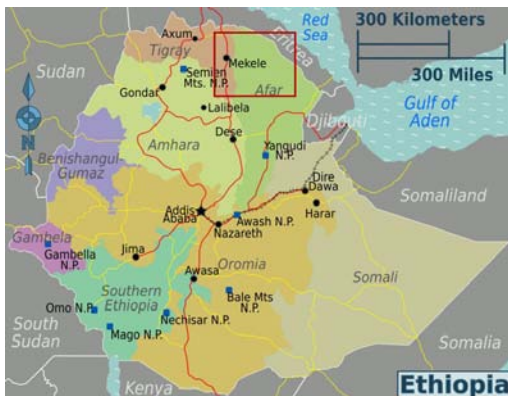 300 Kilometers
300 Miles
Red
Sea
Eritrea
Axum
Tigray
Sudan
Semien
Mts. N.P.
Mekele
Gondar
Lalibela
Afar
Djibouti
Gulf of
Aden
N
Amhara
Dese
Yangudi
N.P.
Benishangul-
Gumaz
Dire
Dawa
Somaliland
Addis
Ababa
Awash N.P.
Harar
Nazareth
Gambela
Gambella
N.P.
Jima
Awasa
Oromia
Somali
Southern
Ethiopia
Omo N.P.
Bale Mts
N.P.
Nechisar N.P.
Mago N.P.
South
Sudan
Somalia
Kenya
Ethiopia